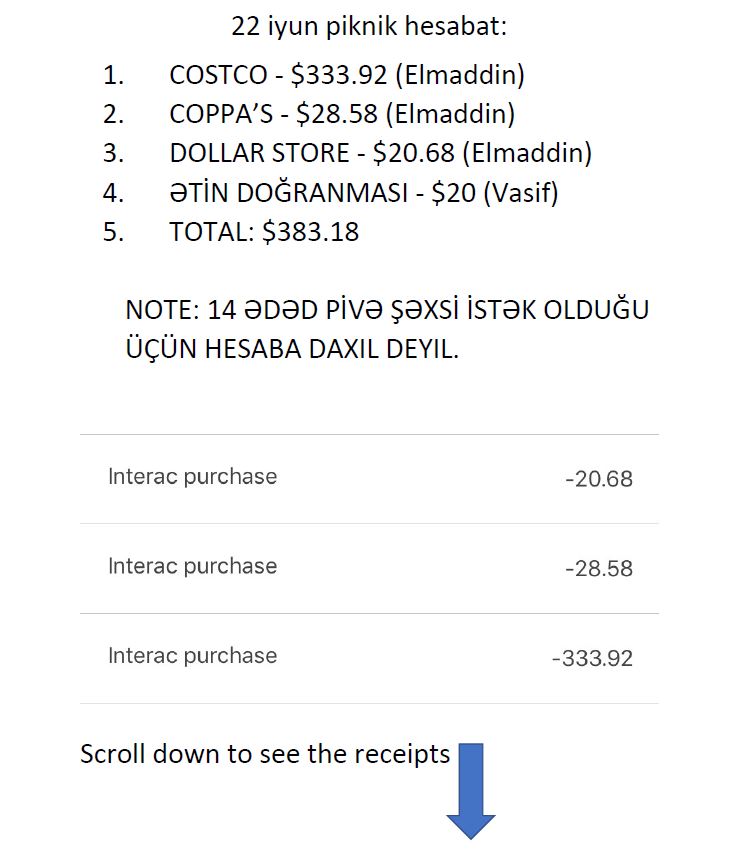 22 iyun piknik hesabat:
1. COSTCO - $333.92 (Elmaddin)
2. COPPA’S - $28.58 (Elmaddin)
3. DOLLAR STORE - $20.68 (Elmaddin)
4. ƏTİN DOĞRANMASI - $20 (Vasif)
5. TOTAL: $383.18
NOTE: 14 ƏDƏD PİVƏ ŞƏXSİ İSTƏK OLDUĞU
ÜÇÜN HESABA DAXIL DEYIL.
Interac purchase -20.68
Interac purchase -28.58
Interac purchase -333.92
Scroll down to see the receipts